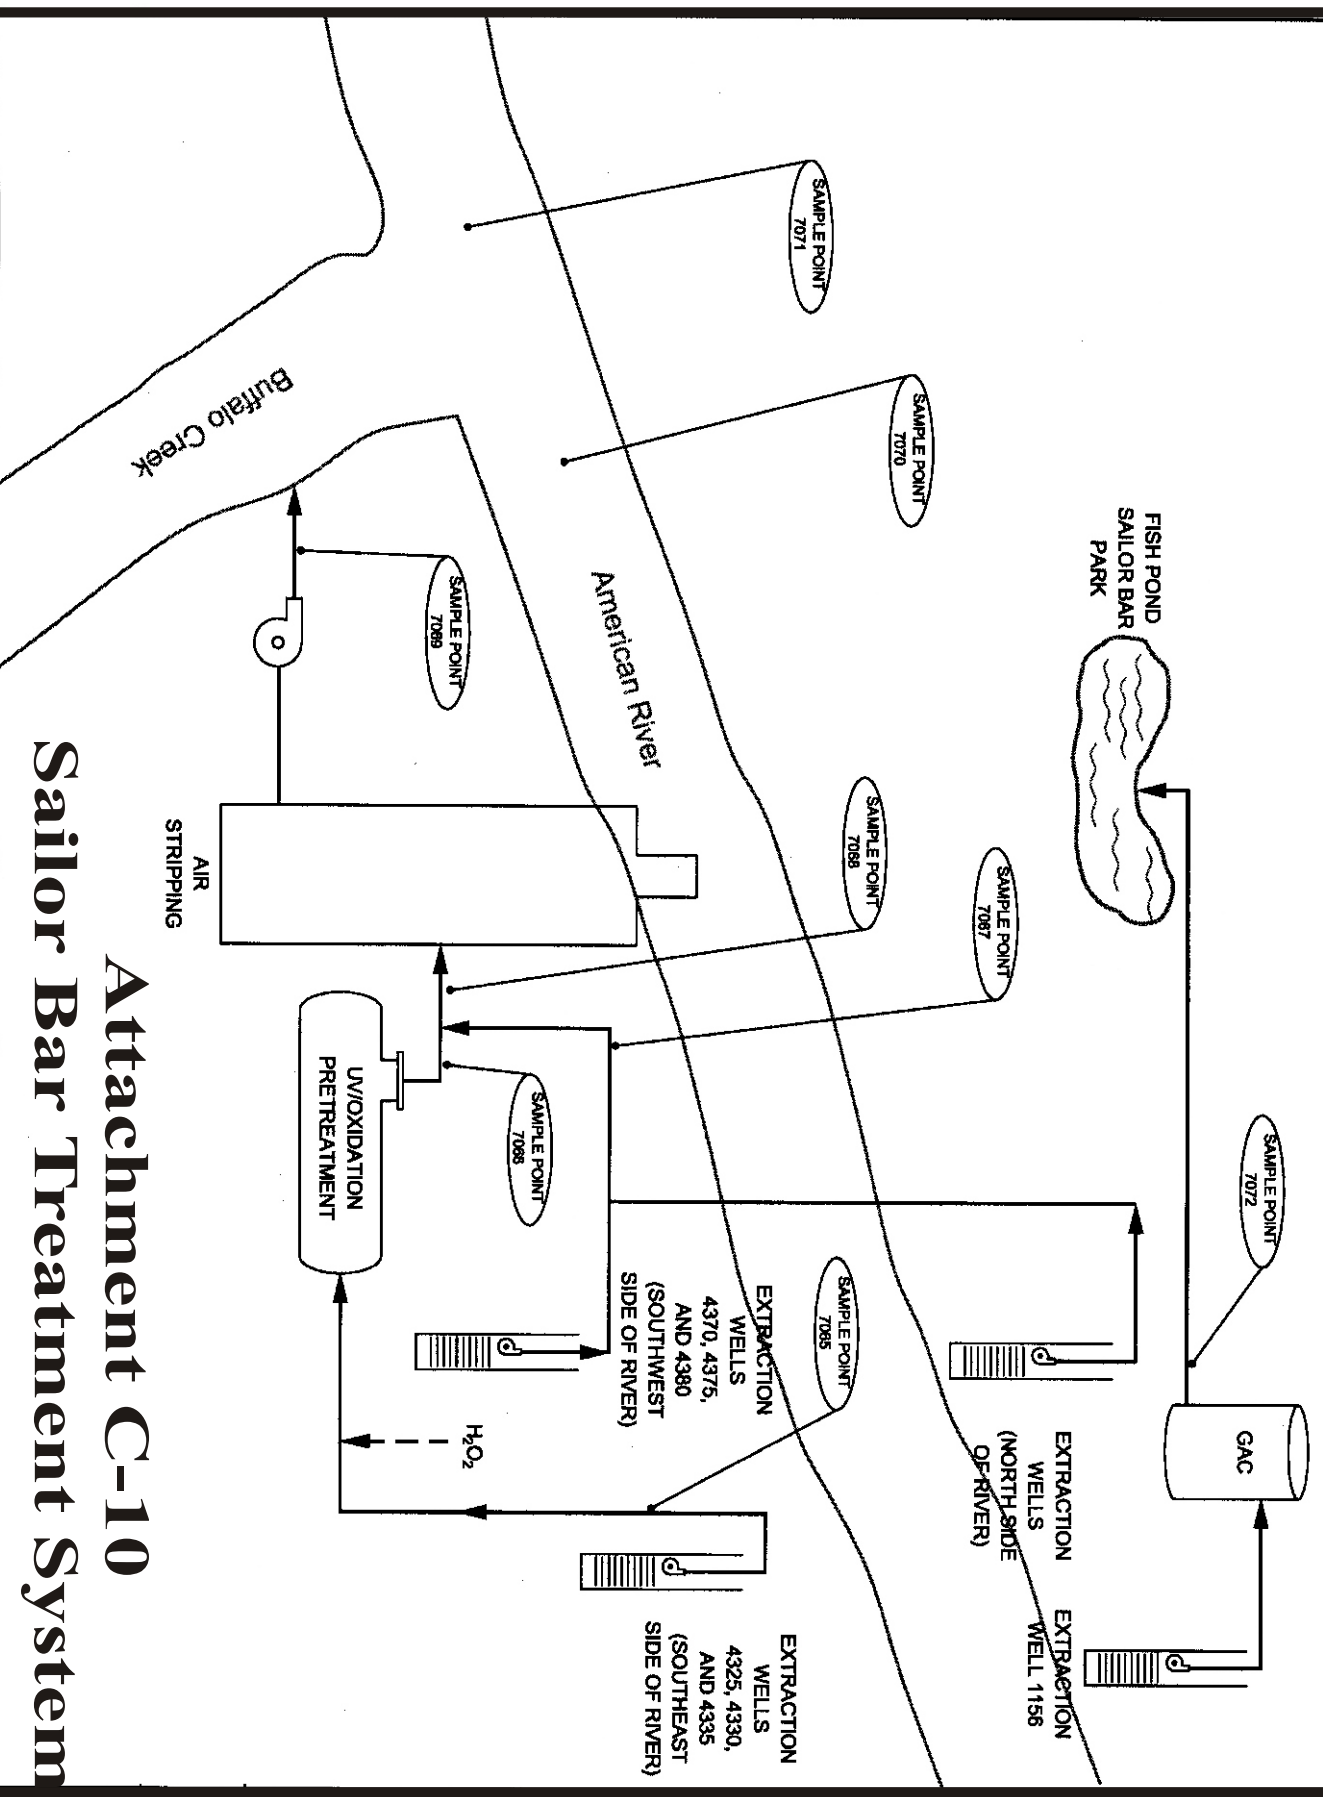 SAMPLE POINT
7072
GAC
FISH POND
SAILOR BAR
PARK
EXTRACTION
WELLS
(NORTH SIDE
OF RIVER)
EXTRACTION
WELL 1156
SAMPLE POINT
7067
SAMPLE POINT
7070
SAMPLE POINT
7068
SAMPLE POINT
7065
SAMPLE POINT
7071
EXTRACTION
WELLS
4325, 4330,
AND 4335
(SOUTHEAST
SIDE OF RIVER)
EXTRACTION
WELLS
4370, 4375,
AND 4380
(SOUTHWEST
SIDE OF RIVER)
American River
SAMPLE POINT
7066
H₂O₂
SAMPLE POINT
7069
UV/OXIDATION
PRETREATMENT
Buffalo Creek
AIR
STRIPPING
Attachment C-10
Sailor Bar Treatment System